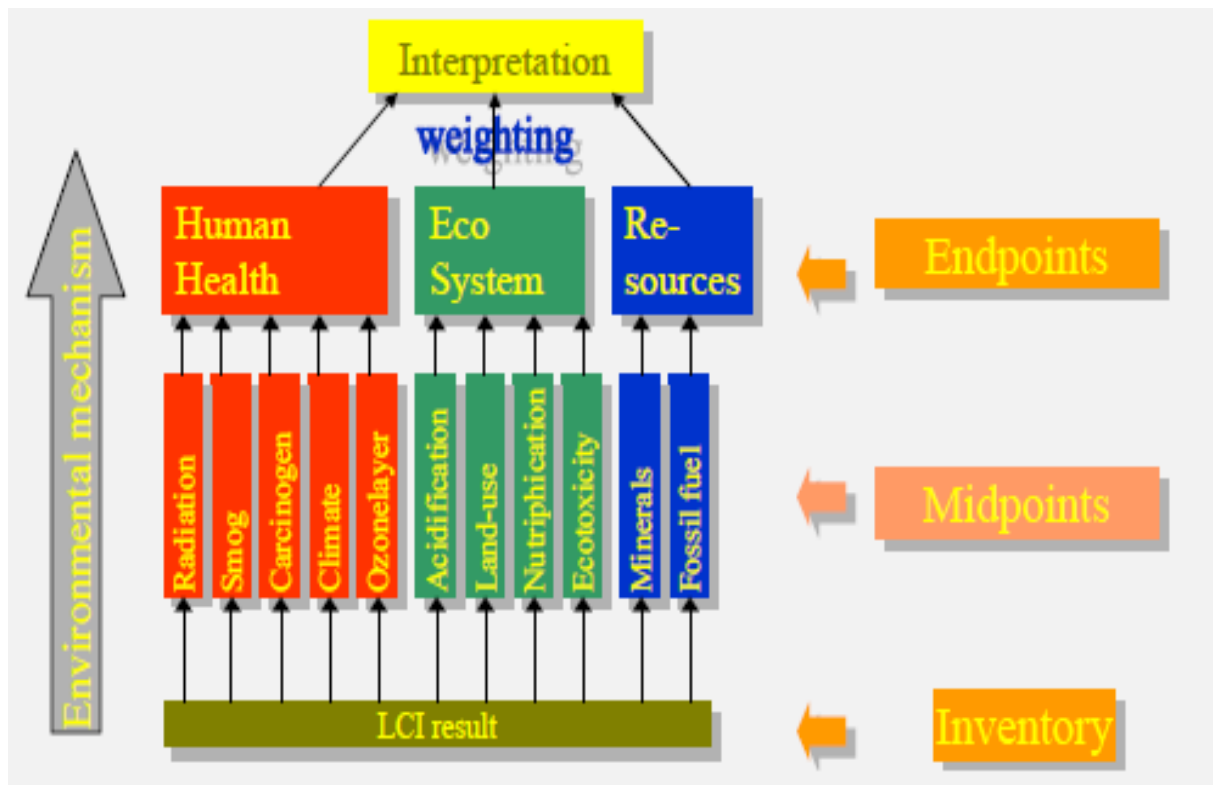 Interpretation
weighting
Human
Health
Eco
System
Re-
sources
Endpoints
Environmental mechanism
Radiation
Smog
Carcinogen
Climate
Ozonelayer
Acidification
Land-use
Nutriphication
Ecotoxicity
Minerals
Fossil fuel
Midpoints
LCI result
Inventory